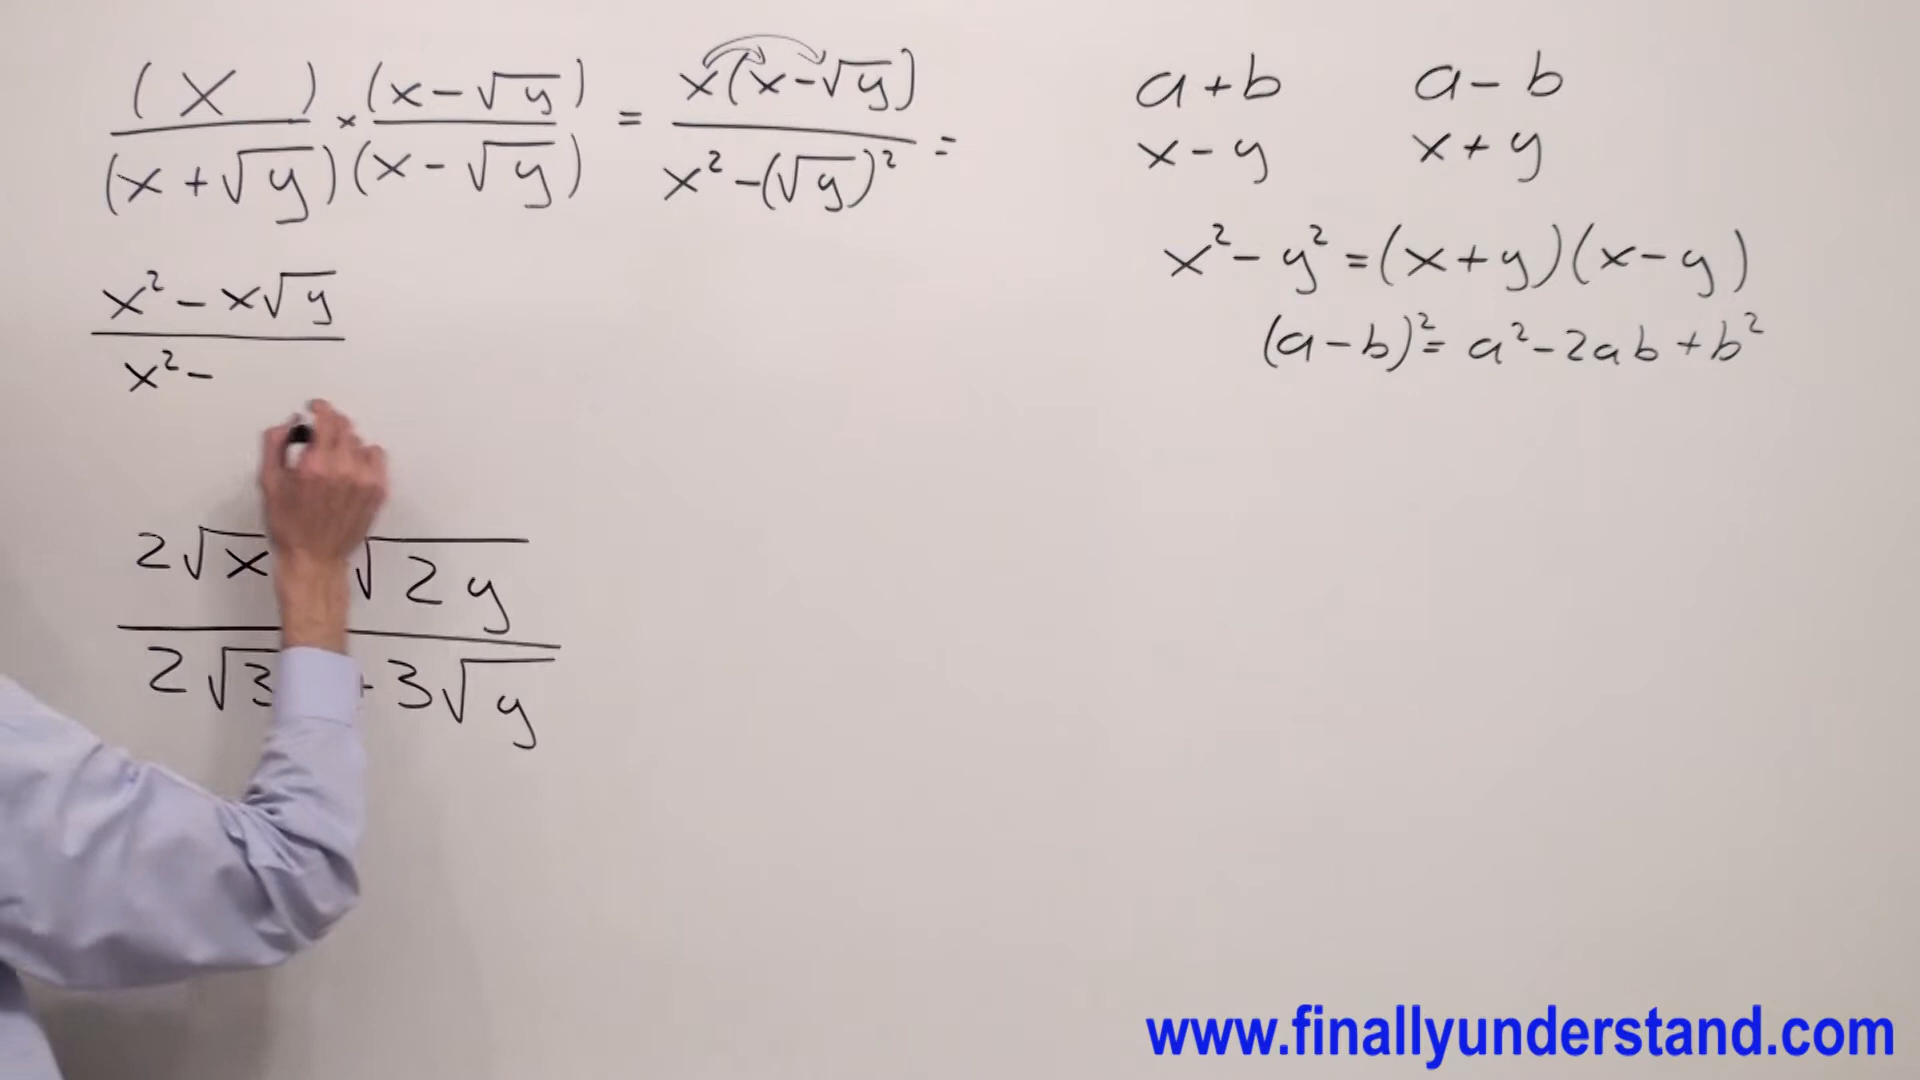 (x)/(x+√y) × (x-√y)/(x-√y) = x(x-√y)/x²-(√y)² =
x²-x√y/x²-
2√x √2y/2√3 + 3√y
a+b a-b
x-y x+y
x²-y²=(x+y)(x-y)
(a-b)²=a²-2ab+b²
www.finallyunderstand.com